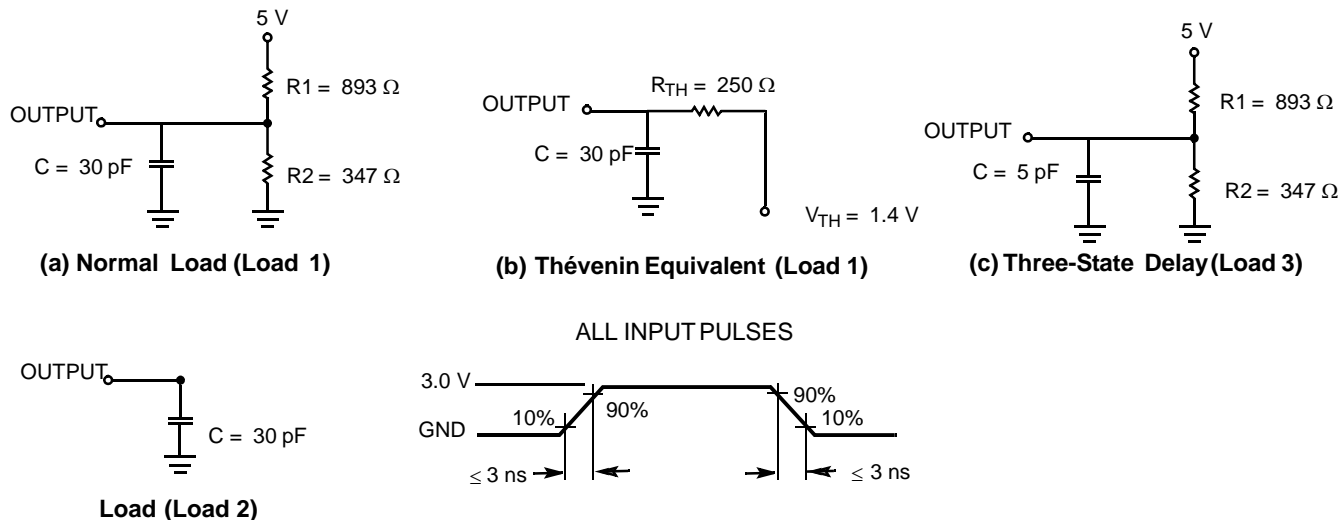 5 V
R1 = 893 Ω
OUTPUT
C = 30 pF
R2 = 347 Ω
(a) Normal Load (Load 1)
RTH = 250 Ω
OUTPUT
C = 30 pF
VTH = 1.4 V
(b) Thévenin Equivalent (Load 1)
5 V
R1 = 893 Ω
OUTPUT
C = 5 pF
R2 = 347 Ω
(c) Three-State Delay (Load 3)
OUTPUT
C = 30 pF
Load (Load 2)
ALL INPUT PULSES
3.0 V
GND
10%
90%
90%
10%
≤ 3 ns
≤ 3 ns